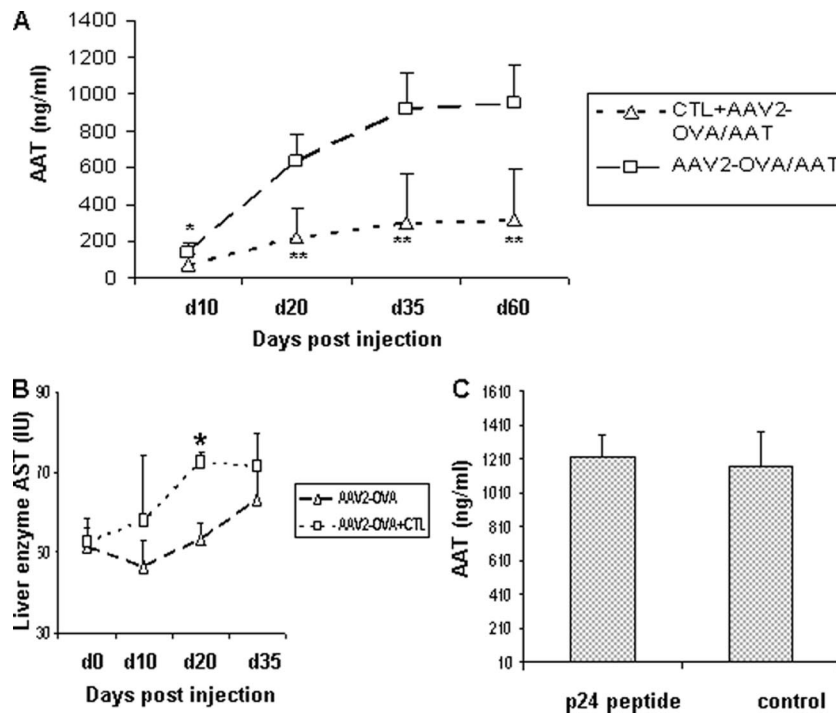 A
1400
1200
1000
800
600
400
200
0
AAT (ng/ml)
*
**
**
**
d10 d20 d35 d60
Days post injection
CTL+AAV2-
OVA/AAT
AAV2-OVA/AAT
B
90
70
50
30
Liver enzyme AST (IU)
*
d0 d10 d20 d35
Days post injection
AAV2-OVA
AAV2-OVA+CTL
C
1610
1410
1210
1010
810
610
410
210
10
AAT (ng/ml)
p24 peptide control